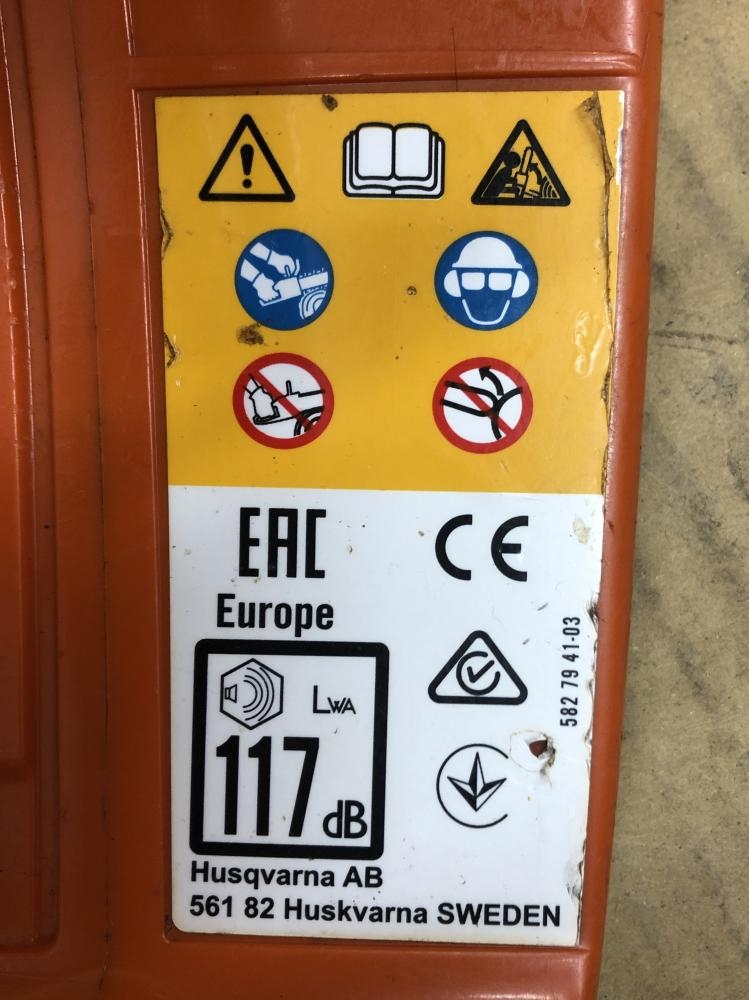 EAC
CE
Europe
582 79 41-03
LWA
117 dB
Husqvarna AB
561 82 Huskvarna SWEDEN